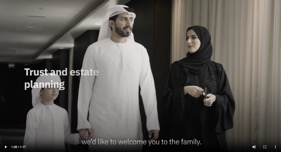 Trust and estate
planning
we'd like to welcome you to the family.